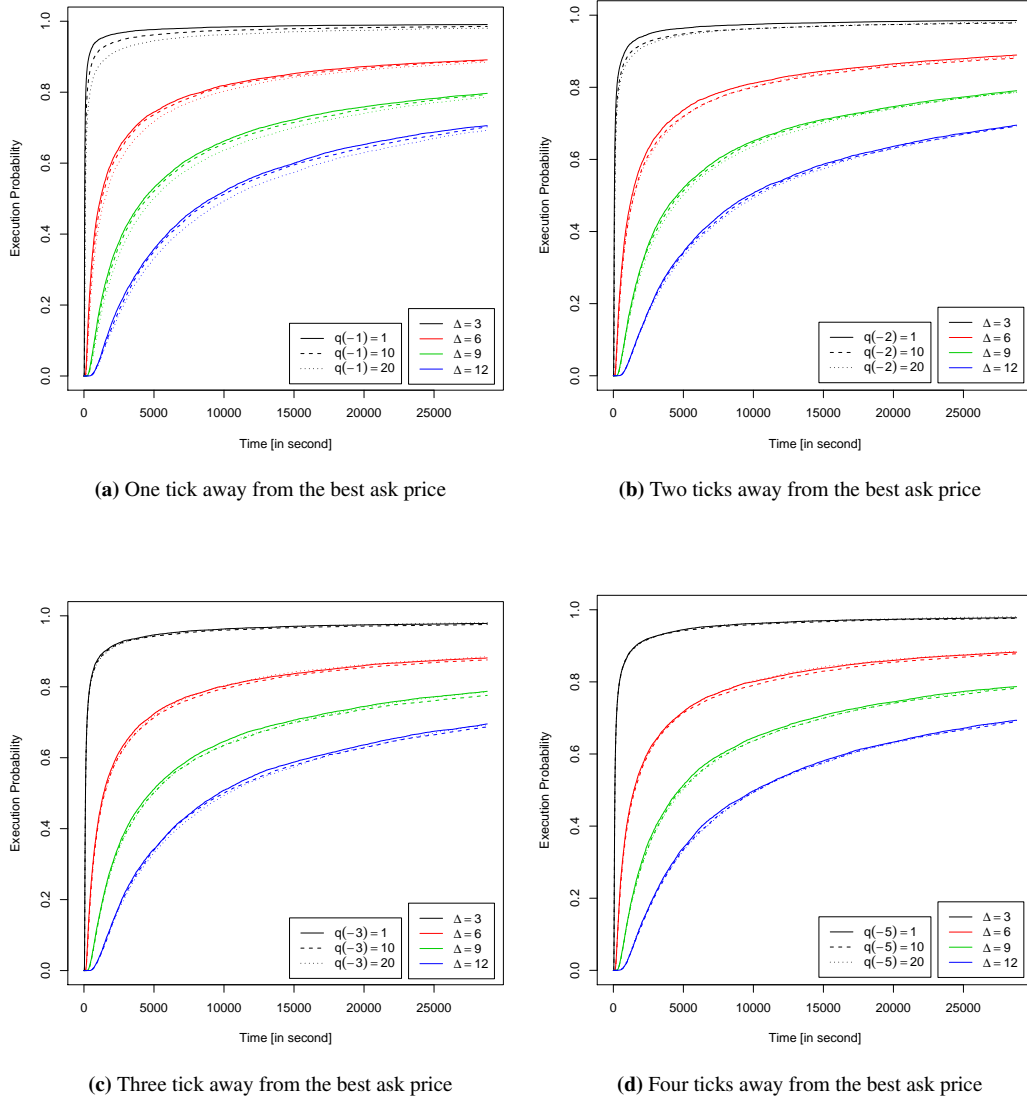 Execution Probability
0.0 0.2 0.4 0.6 0.8 1.0
q(−1) = 1
q(−1) = 10
q(−1) = 20
Δ = 3
Δ = 6
Δ = 9
Δ = 12
0 5000 10000 15000 20000 25000
Time [in second]
(a) One tick away from the best ask price
Execution Probability
0.0 0.2 0.4 0.6 0.8 1.0
q(−2) = 1
q(−2) = 10
q(−2) = 20
Δ = 3
Δ = 6
Δ = 9
Δ = 12
0 5000 10000 15000 20000 25000
Time [in second]
(b) Two ticks away from the best ask price
Execution Probability
0.0 0.2 0.4 0.6 0.8 1.0
q(−3) = 1
q(−3) = 10
q(−3) = 20
Δ = 3
Δ = 6
Δ = 9
Δ = 12
0 5000 10000 15000 20000 25000
Time [in second]
(c) Three tick away from the best ask price
Execution Probability
0.0 0.2 0.4 0.6 0.8 1.0
q(−5) = 1
q(−5) = 10
q(−5) = 20
Δ = 3
Δ = 6
Δ = 9
Δ = 12
0 5000 10000 15000 20000 25000
Time [in second]
(d) Four ticks away from the best ask price